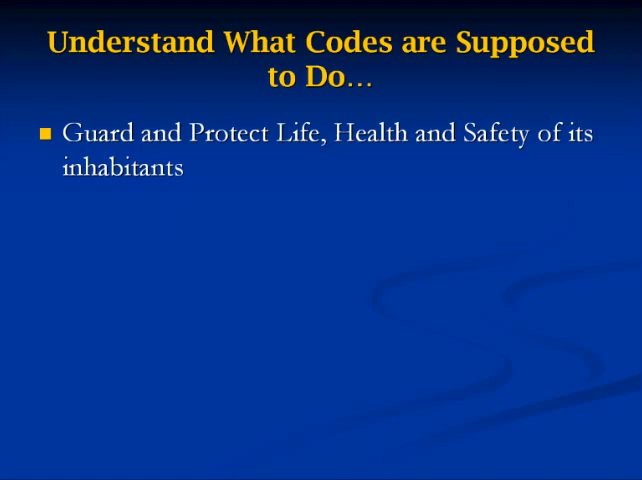 Understand What Codes are Supposed
to Do…
Guard and Protect Life, Health and Safety of its
inhabitants